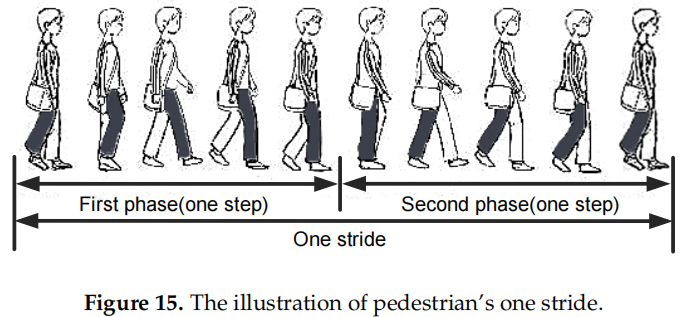 First phase(one step) Second phase(one step)
One stride
Figure 15. The illustration of pedestrian's one stride.